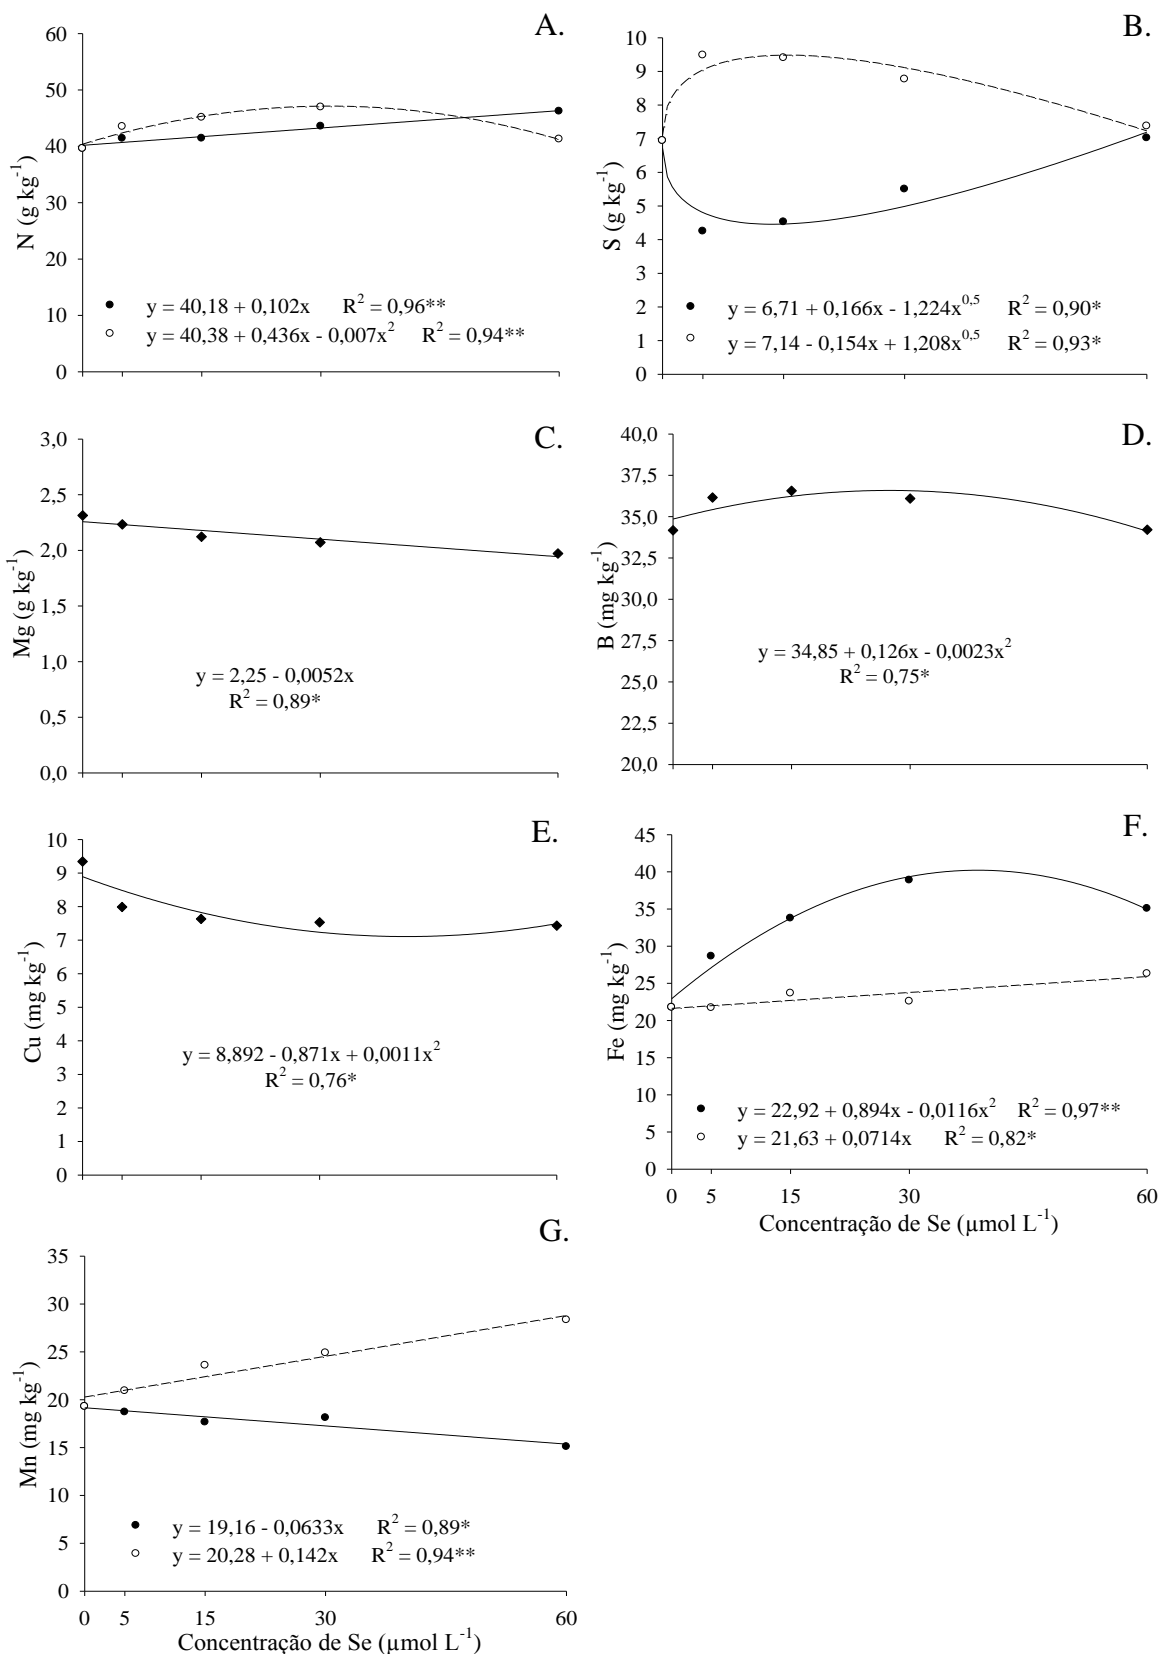 A.
60
50
40
30
20
10
0
N (g kg⁻¹)
● y = 40,18 + 0,102x R² = 0,96**
○ y = 40,38 + 0,436x - 0,007x² R² = 0,94**
B.
10
9
8
7
6
5
4
3
2
1
0
S (g kg⁻¹)
● y = 6,71 + 0,166x - 1,224x⁰,⁵ R² = 0,90*
○ y = 7,14 - 0,154x + 1,208x⁰,⁵ R² = 0,93*
C.
3,0
2,5
2,0
1,5
1,0
0,5
0,0
Mg (g kg⁻¹)
y = 2,25 - 0,0052x
R² = 0,89*
D.
40,0
37,5
35,0
32,5
30,0
27,5
25,0
22,5
20,0
B (mg kg⁻¹)
y = 34,85 + 0,126x - 0,0023x²
R² = 0,75*
E.
10
9
8
7
6
5
4
3
2
1
0
Cu (mg kg⁻¹)
y = 8,892 - 0,871x + 0,0011x²
R² = 0,76*
F.
45
40
35
30
25
20
15
10
5
0
Fe (mg kg⁻¹)
● y = 22,92 + 0,894x - 0,0116x² R² = 0,97**
○ y = 21,63 + 0,0714x R² = 0,82*
0 5 15 30 60
Concentração de Se (µmol L⁻¹)
G.
35
30
25
20
15
10
5
0
Mn (mg kg⁻¹)
● y = 19,16 - 0,0633x R² = 0,89*
○ y = 20,28 + 0,142x R² = 0,94**
0 5 15 30 60
Concentração de Se (µmol L⁻¹)